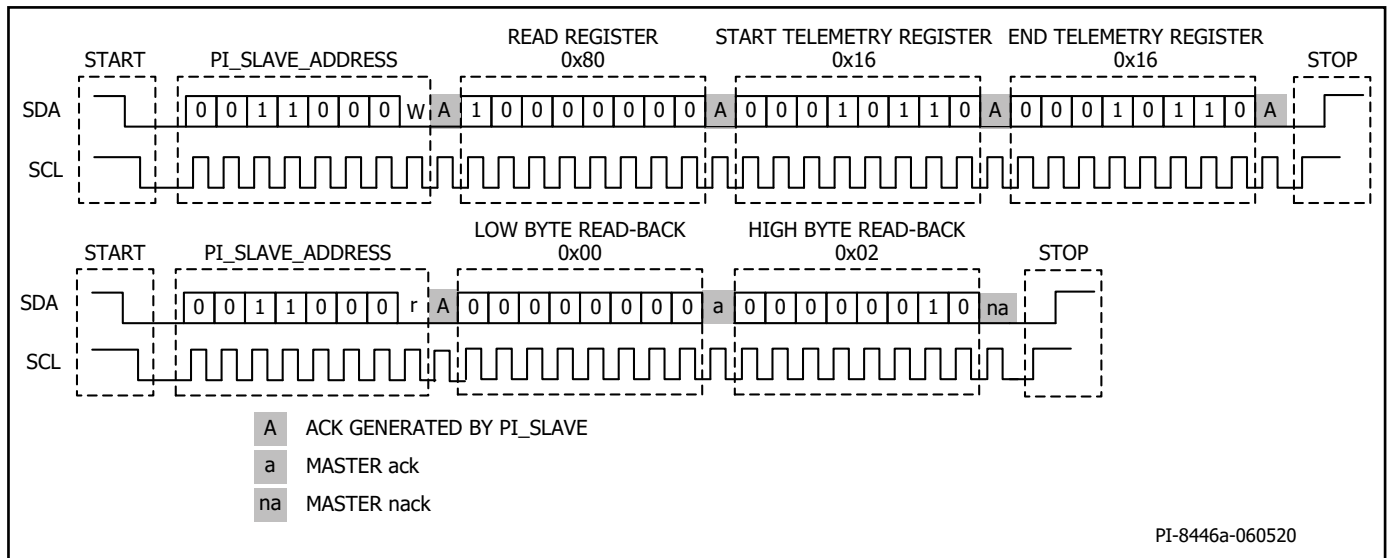 READ REGISTER START TELEMETRY REGISTER END TELEMETRY REGISTER
START PI_SLAVE_ADDRESS 0x80 0x16 0x16 STOP
SDA 0 0 1 1 0 0 0 W A 1 0 0 0 0 0 0 0 A 0 0 0 1 0 1 1 0 A 0 0 0 1 0 1 1 0 A
SCL
LOW BYTE READ-BACK HIGH BYTE READ-BACK
START PI_SLAVE_ADDRESS 0x00 0x02 STOP
SDA 0 0 1 1 0 0 0 r A 0 0 0 0 0 0 0 0 a 0 0 0 0 0 0 1 0 na
SCL
A ACK GENERATED BY PI_SLAVE
a MASTER ack
na MASTER nack
PI-8446a-060520